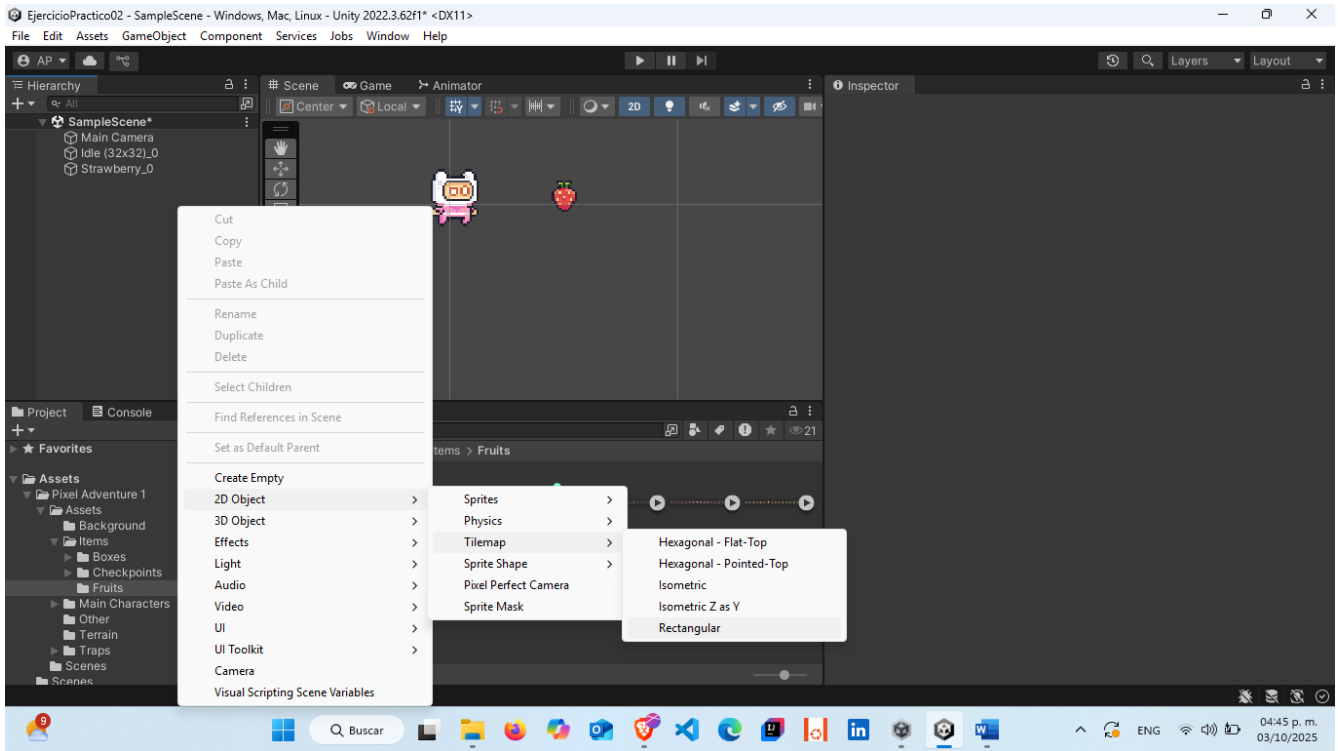 EjercicioPractico02 - SampleScene - Windows, Mac, Linux - Unity 2022.3.62f1* <DX11>
File Edit Assets GameObject Component Services Jobs Window Help
AP Layers Layout
Hierarchy Scene Game Animator Inspector
All Center Local 2D
SampleScene*
Main Camera
Idle (32x32)_0
Strawberry_0
Cut
Copy
Paste
Paste As Child
Rename
Duplicate
Delete
Select Children
Find References in Scene
Set as Default Parent
Create Empty
2D Object
3D Object
Effects
Light
Audio
Video
UI
UI Toolkit
Camera
Visual Scripting Scene Variables
Sprites
Physics
Tilemap
Sprite Shape
Pixel Perfect Camera
Sprite Mask
Hexagonal - Flat-Top
Hexagonal - Pointed-Top
Isometric
Isometric Z as Y
Rectangular
Project Console
21
Favorites
tems > Fruits
Assets
Pixel Adventure 1
Assets
Background
Items
Boxes
Checkpoints
Fruits
Main Characters
Other
Terrain
Traps
Scenes
Scenes
9
Buscar
ENG
04:45 p. m.
03/10/2025